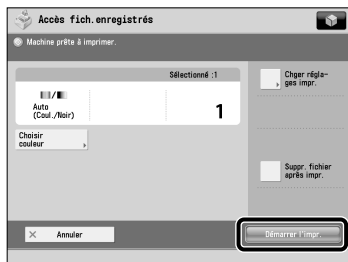 Accès fich.enregistrés
Machine prête à imprimer.
Sélectionné :1
Auto
(Coul./Noir)
1
Choisir
couleur
Chger régla-
ges impr.
Suppr. fichier
après impr.
× Annuler
Démarrer l'impr.